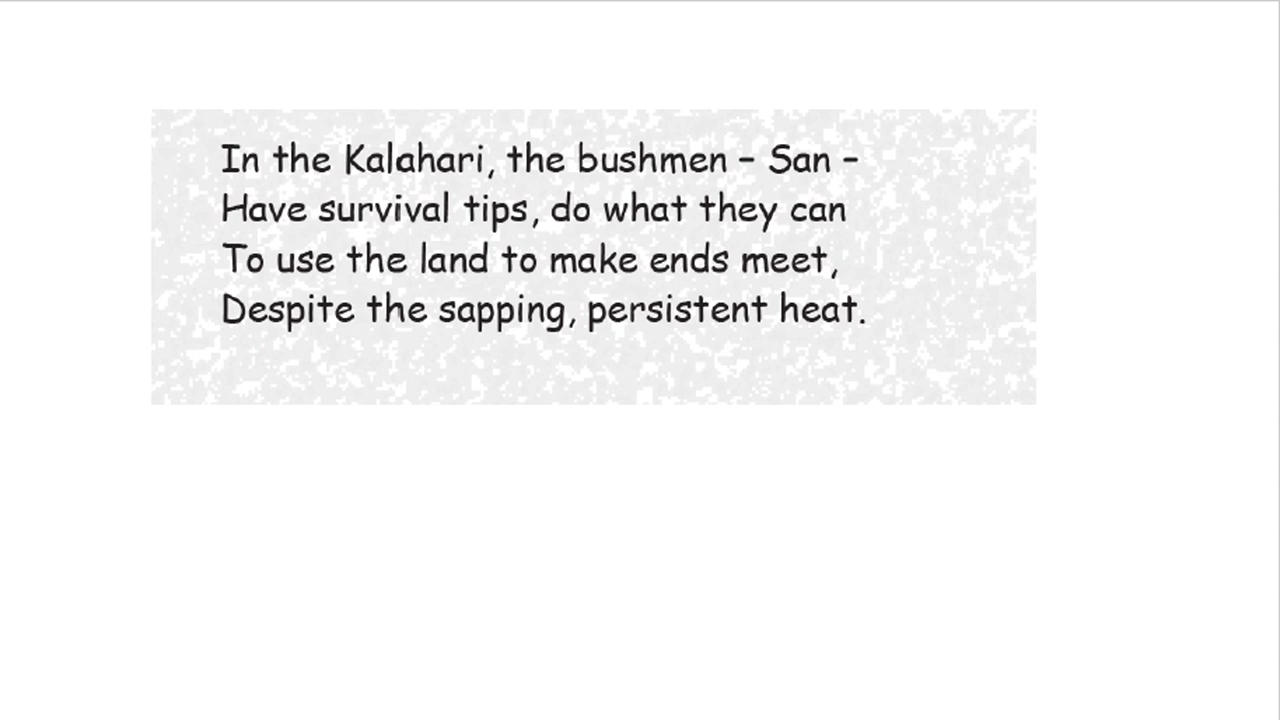 In the Kalahari, the bushmen – San –
Have survival tips, do what they can
To use the land to make ends meet,
Despite the sapping, persistent heat.